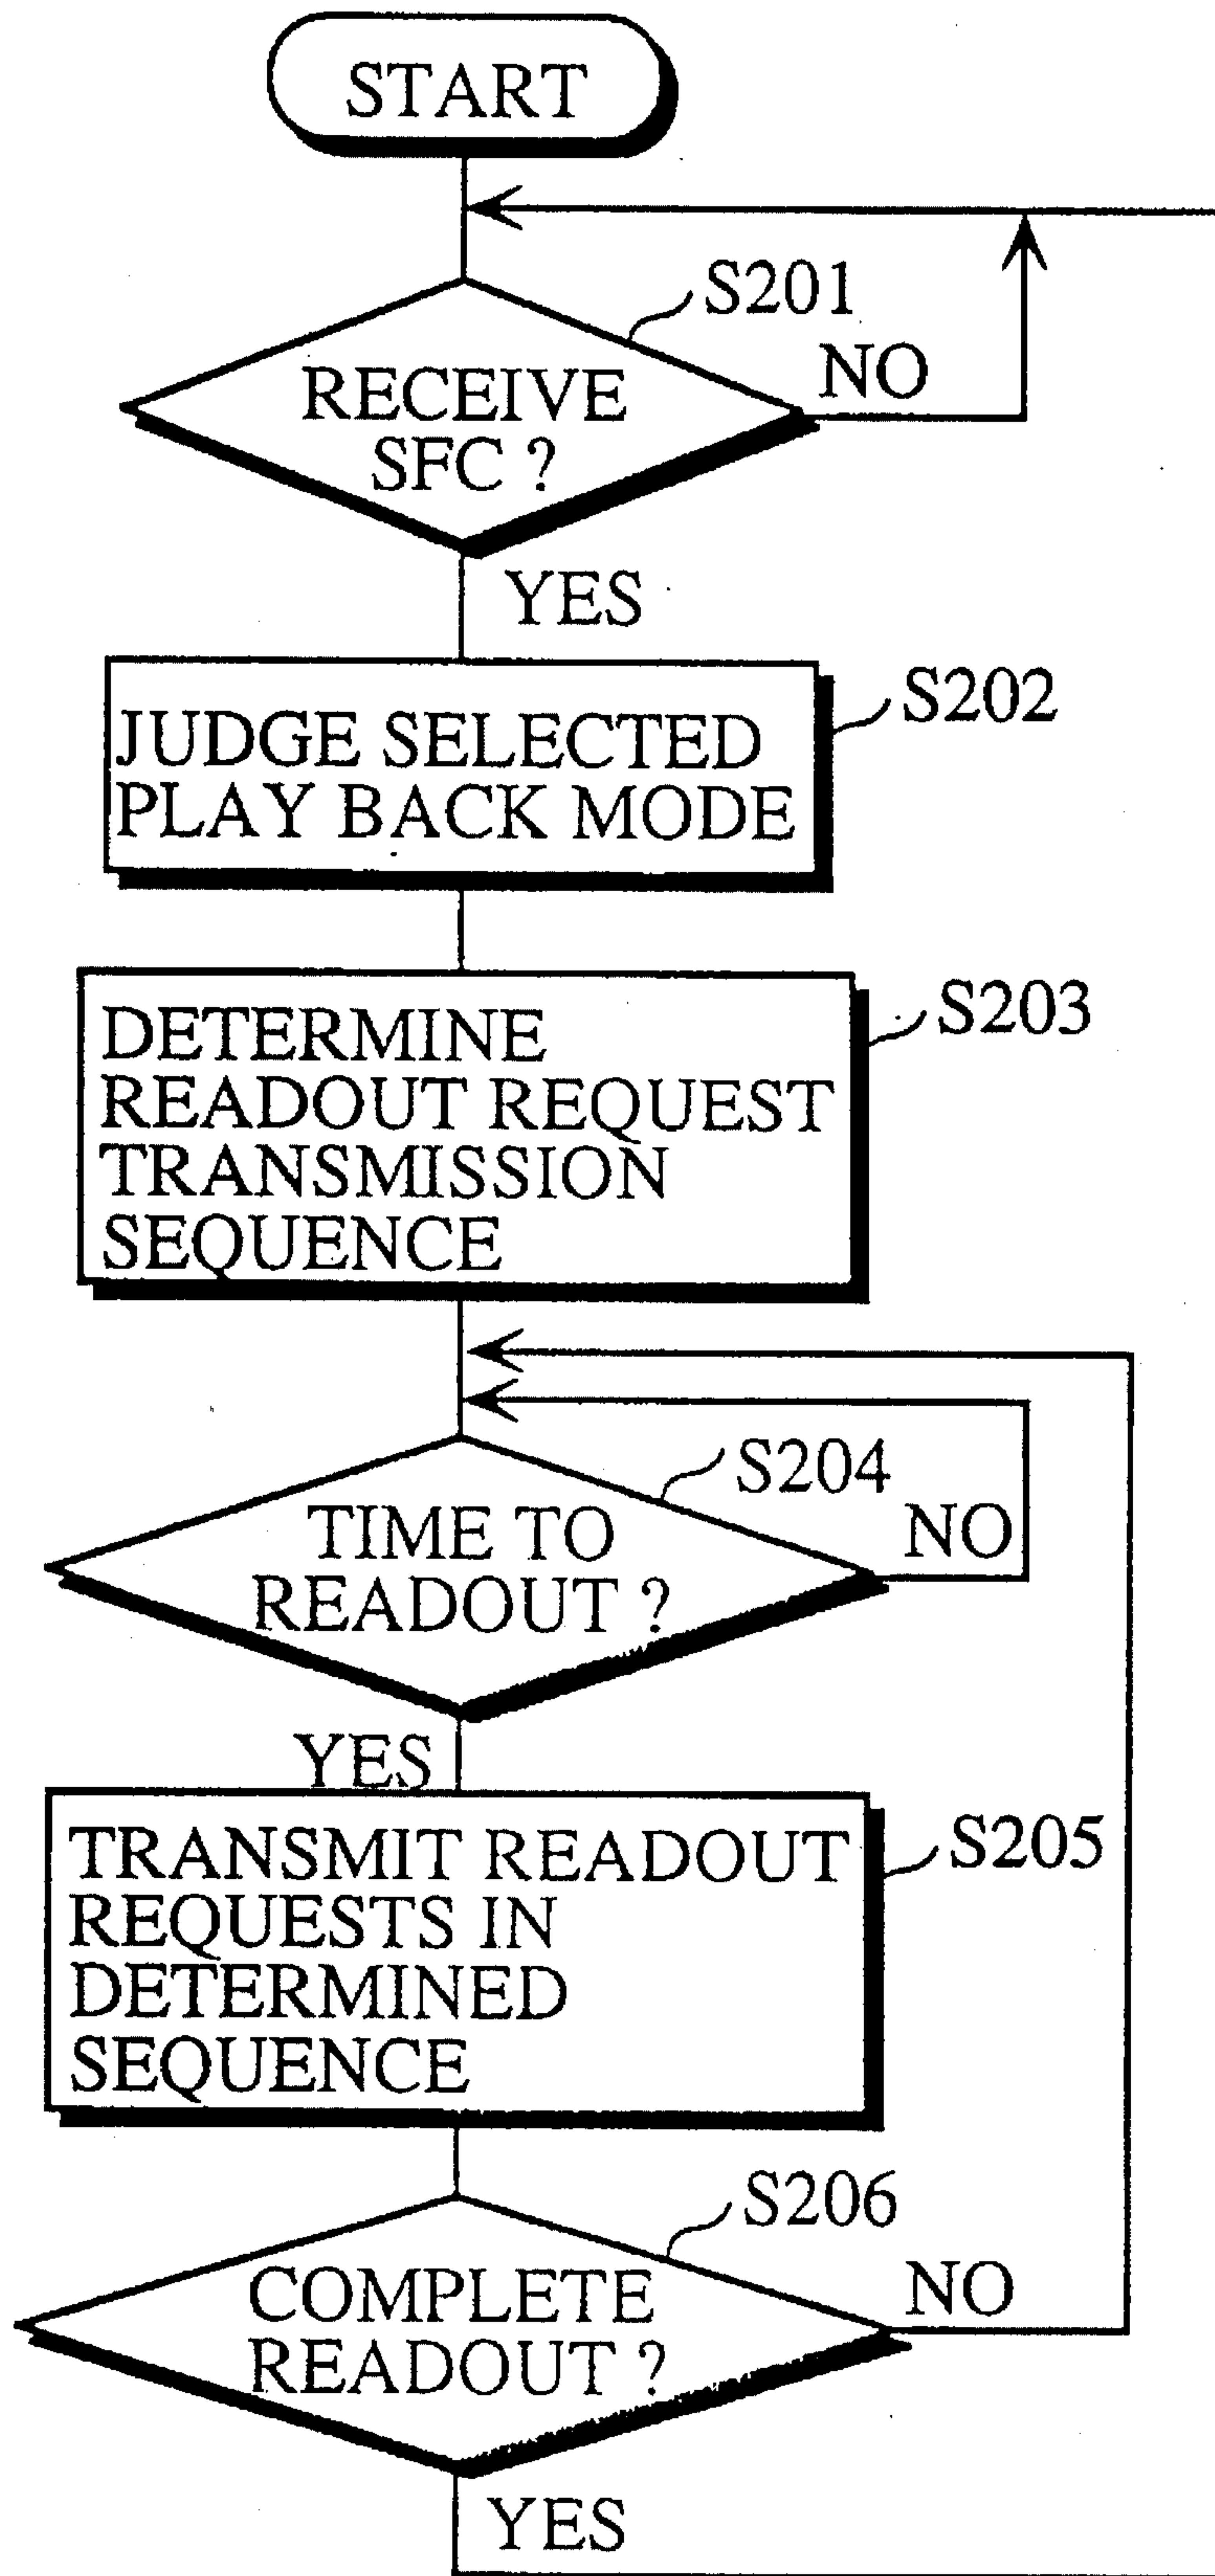 START
S201
NO
RECEIVE
SFC ?
YES
S202
JUDGE SELECTED
PLAY BACK MODE
S203
DETERMINE
READOUT REQUEST
TRANSMISSION
SEQUENCE
S204
NO
TIME TO
READOUT ?
YES
S205
TRANSMIT READOUT
REQUESTS IN
DETERMINED
SEQUENCE
S206
NO
COMPLETE
READOUT ?
YES